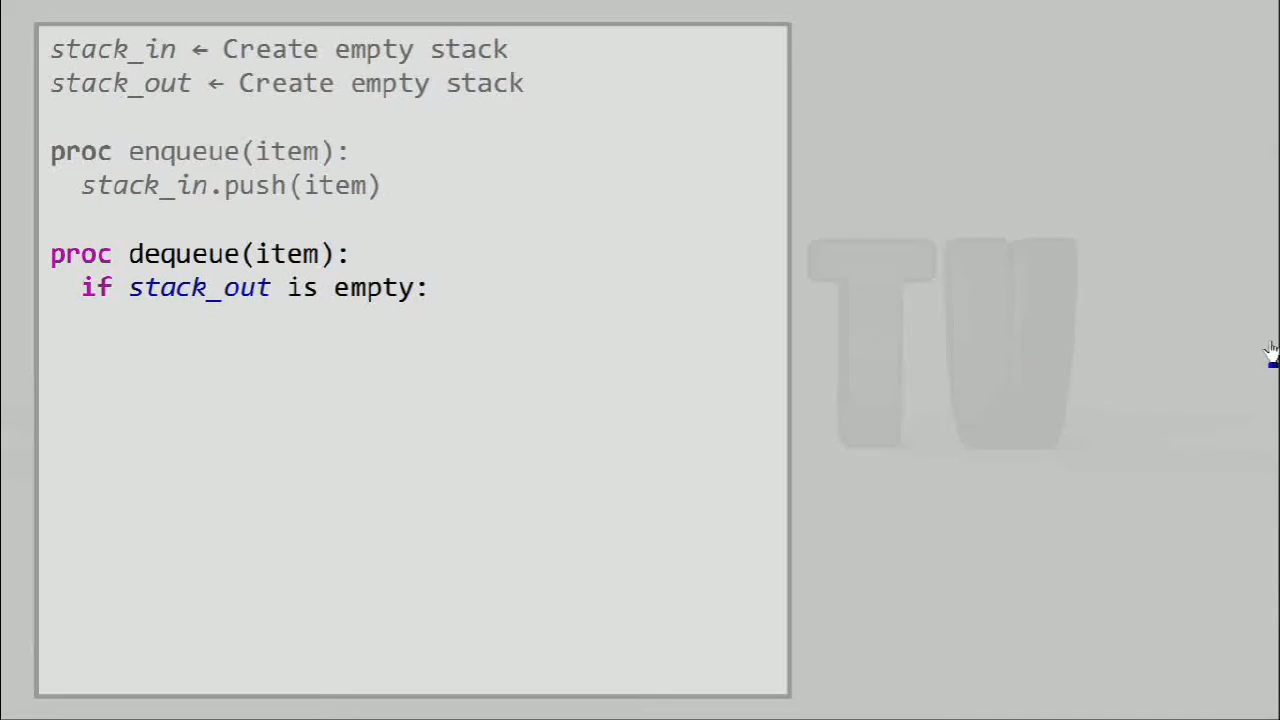 stack_in ← Create empty stack
stack_out ← Create empty stack
proc enqueue(item):
stack_in.push(item)
proc dequeue(item):
if stack_out is empty:
TU